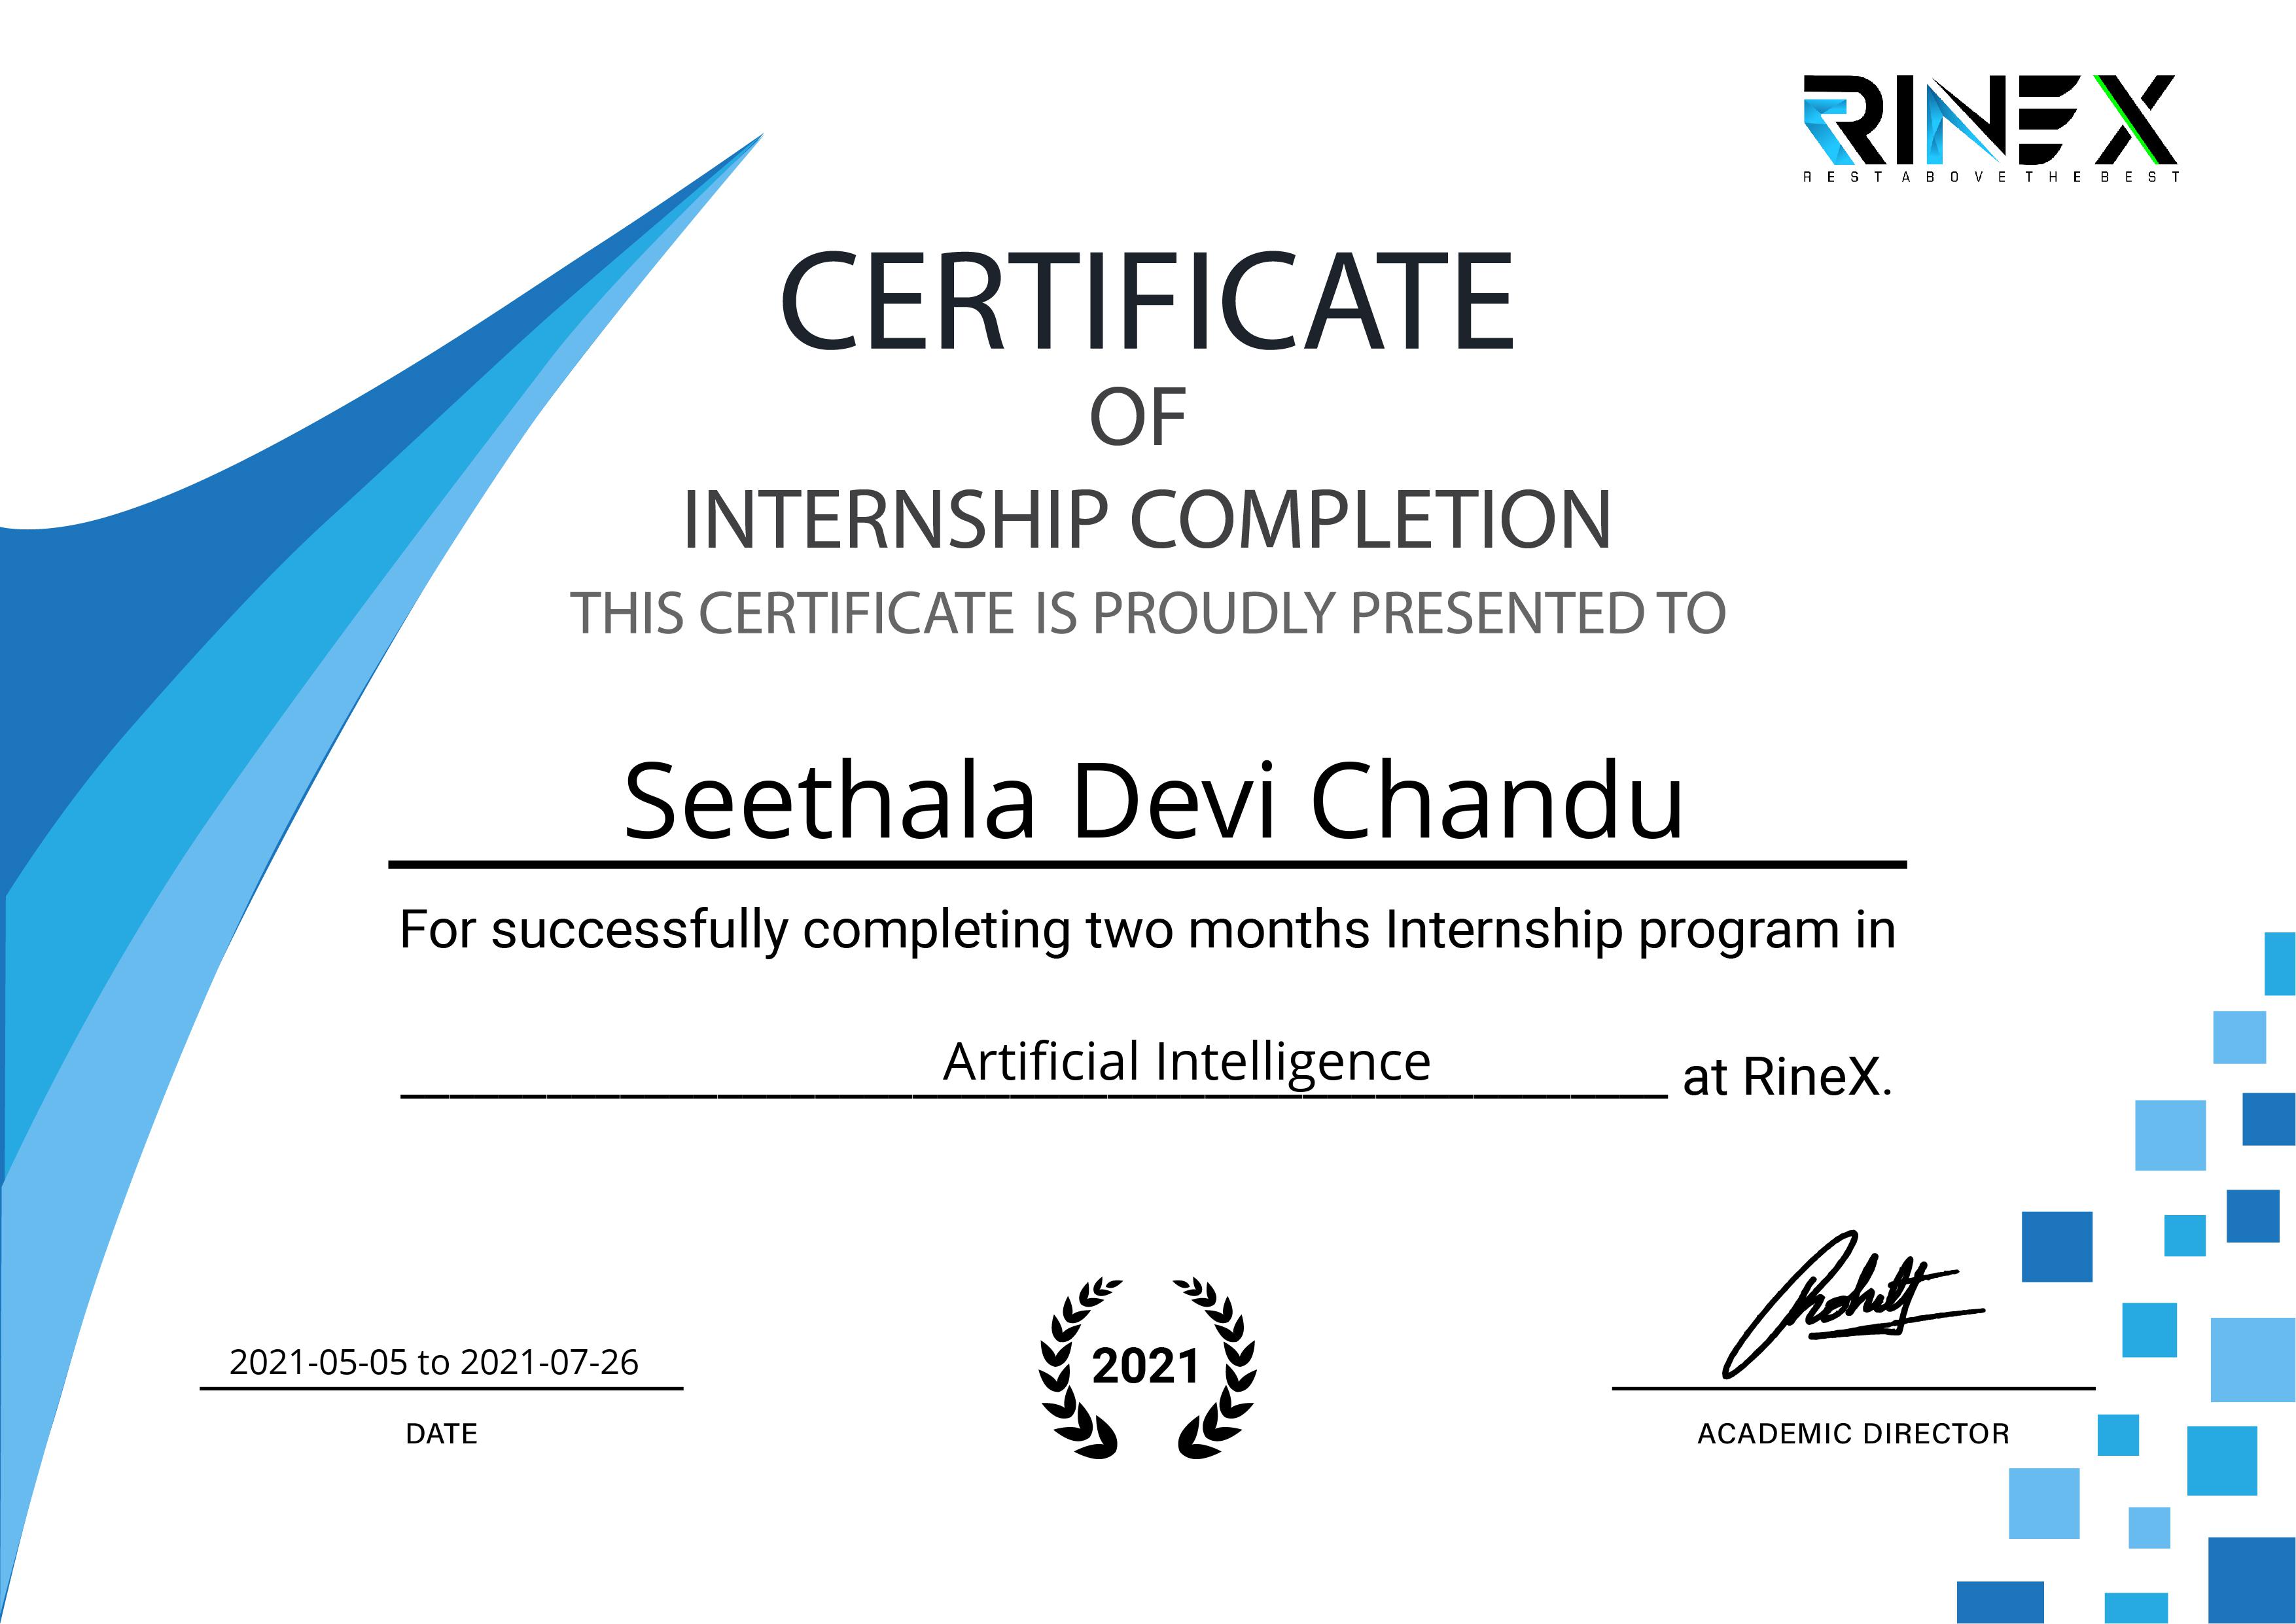 RINEX
REST ABOVE THE BEST
CERTIFICATE
OF
INTERNSHIP COMPLETION
THIS CERTIFICATE IS PROUDLY PRESENTED TO
Seethala Devi Chandu
For successfully completing two months Internship program in
Artificial Intelligence at RineX.
2021-05-05 to 2021-07-26
DATE
2021
ACADEMIC DIRECTOR